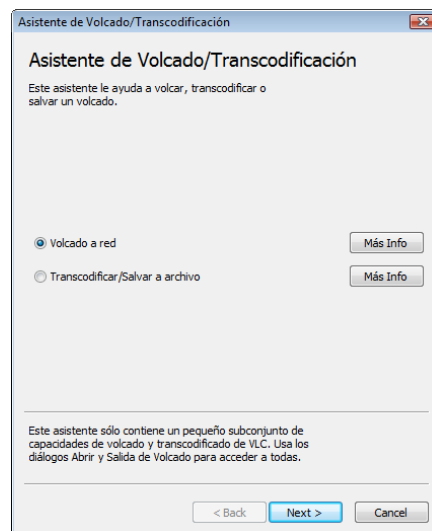 Asistente de Volcado/Transcodificación
Asistente de Volcado/Transcodificación
Este asistente le ayuda a volcar, transcodificar o
salvar un volcado.
Volcado a red
Más Info
Transcodificar/Salvar a archivo
Más Info
Este asistente sólo contiene un pequeño subconjunto de
capacidades de volcado y transcodificado de VLC. Usa los
diálogos Abrir y Salida de Volcado para acceder a todas.
< Back
Next >
Cancel